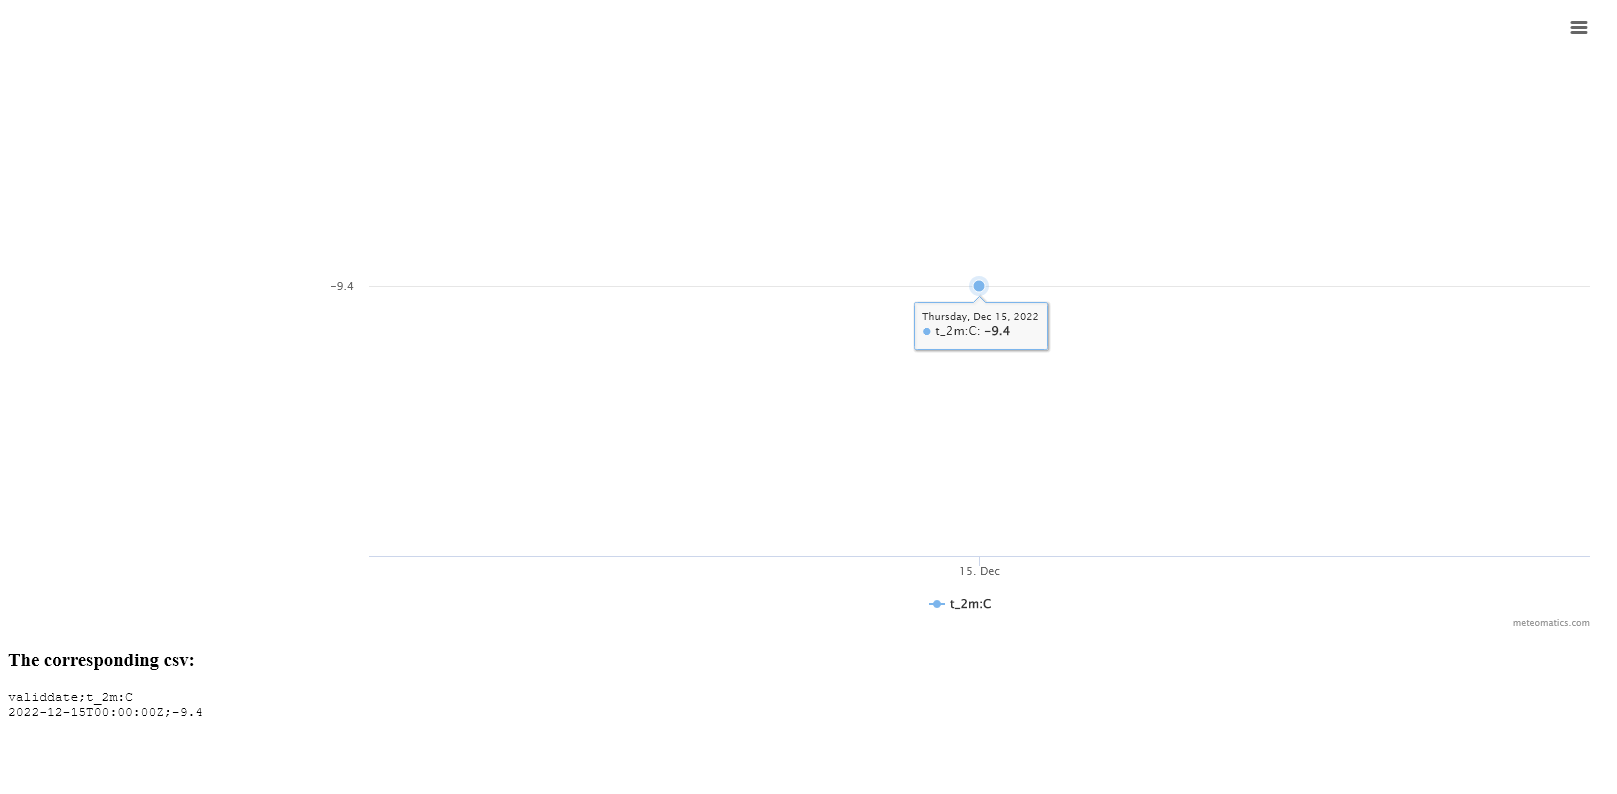 -9.4
Thursday, Dec 15, 2022
t_2m:C: -9.4
15. Dec
t_2m:C
meteomatics.com
The corresponding csv:
validdate;t_2m:C
2022-12-15T00:00:00Z;-9.4